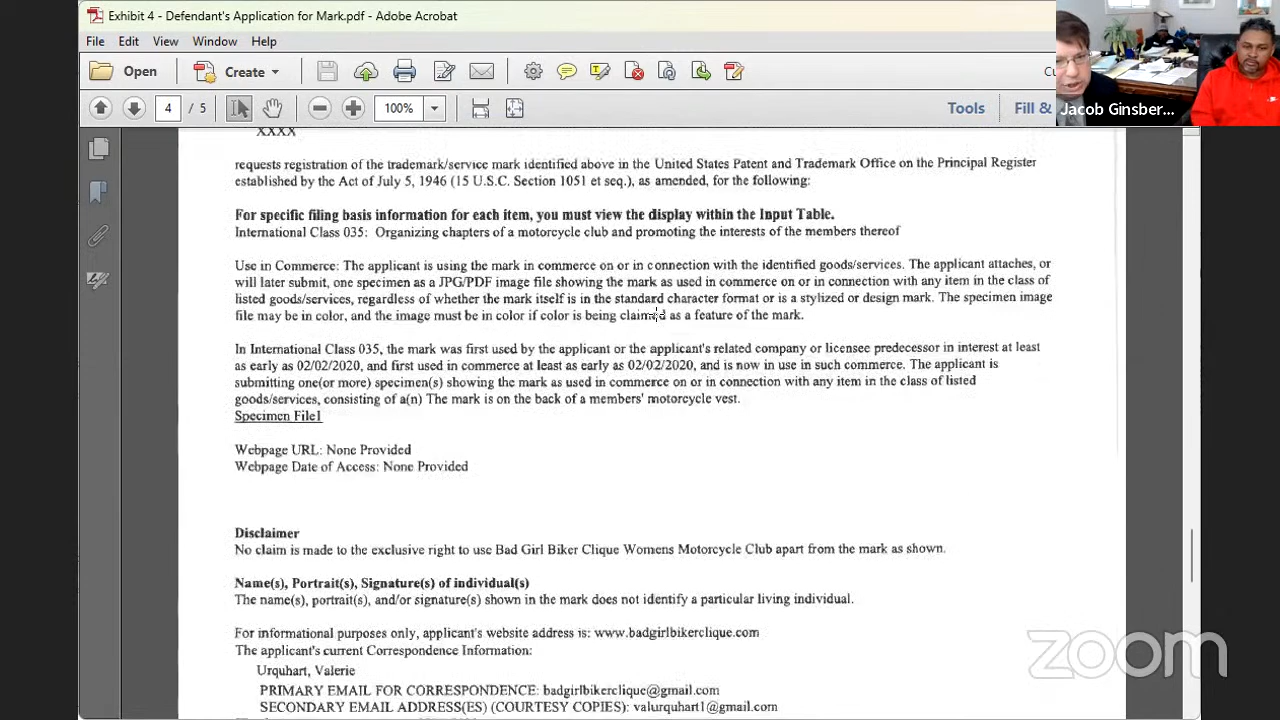 Exhibit 4 - Defendant's Application for Mark.pdf - Adobe Acrobat
File Edit View Window Help
Open Create
4 / 5 100% Tools Fill &
Jacob Ginsber...
XXXX
requests registration of the trademark/service mark identified above in the United States Patent and Trademark Office on the Principal Register
established by the Act of July 5, 1946 (15 U.S.C. Section 1051 et seq.), as amended, for the following:
For specific filing basis information for each item, you must view the display within the Input Table.
International Class 035: Organizing chapters of a motorcycle club and promoting the interests of the members thereof
Use in Commerce: The applicant is using the mark in commerce on or in connection with the identified goods/services. The applicant attaches, or
will later submit, one specimen as a JPG/PDF image file showing the mark as used in commerce on or in connection with any item in the class of
listed goods/services, regardless of whether the mark itself is in the standard character format or is a stylized or design mark. The specimen image
file may be in color, and the image must be in color if color is being claimed as a feature of the mark.
In International Class 035, the mark was first used by the applicant or the applicant's related company or licensee predecessor in interest at least
as early as 02/02/2020, and first used in commerce at least as early as 02/02/2020, and is now in use in such commerce. The applicant is
submitting one(or more) specimen(s) showing the mark as used in commerce on or in connection with any item in the class of listed
goods/services, consisting of a(n) The mark is on the back of a members' motorcycle vest.
Specimen File1
Webpage URL: None Provided
Webpage Date of Access: None Provided
Disclaimer
No claim is made to the exclusive right to use Bad Girl Biker Clique Womens Motorcycle Club apart from the mark as shown.
Name(s), Portrait(s), Signature(s) of individual(s)
The name(s), portrait(s), and/or signature(s) shown in the mark does not identify a particular living individual.
For informational purposes only, applicant's website address is: www.badgirlbikerclique.com
The applicant's current Correspondence Information:
Urquhart, Valerie
PRIMARY EMAIL FOR CORRESPONDENCE: badgirlbikerclique@gmail.com
SECONDARY EMAIL ADDRESS(ES) (COURTESY COPIES): valurquhart1@gmail.com
zoom